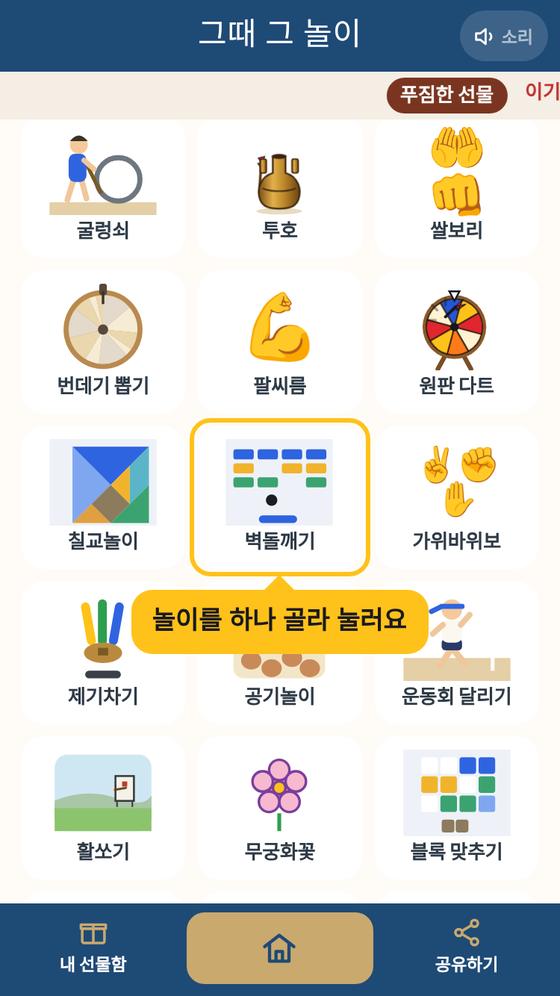 그때 그 놀이
소리
푸짐한 선물
이기
굴렁쇠
투호
쌀보리
번데기 뽑기
팔씨름
원판 다트
칠교놀이
벽돌깨기
가위바위보
놀이를 하나 골라 눌러요
제기차기
공기놀이
운동회 달리기
활쏘기
무궁화꽃
블록 맞추기
내 선물함
공유하기